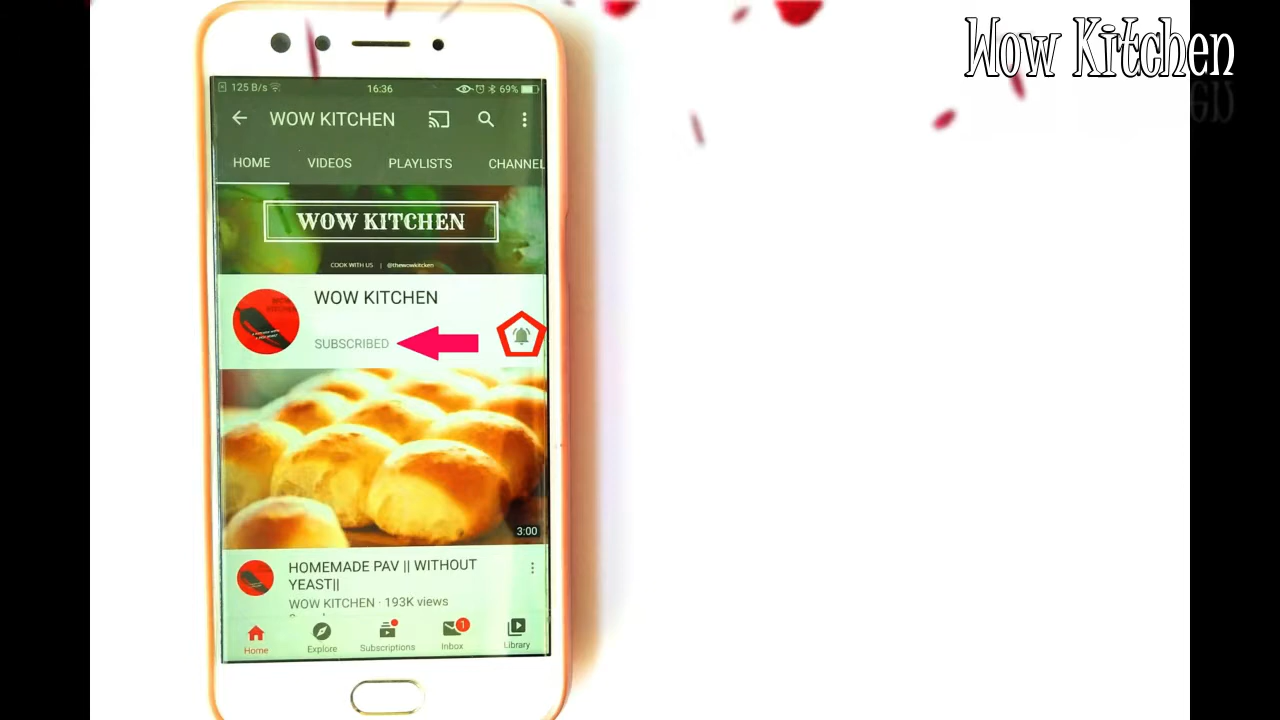 Wow Kitchen
125 B/s
16:36
69%
WOW KITCHEN
HOME VIDEOS PLAYLISTS CHANNEL
WOW KITCHEN
COOK WITH US | @thewowkitchen
WOW KITCHEN
SUBSCRIBED
3:00
HOMEMADE PAV || WITHOUT
YEAST||
WOW KITCHEN · 193K views
1
Home Explore Subscriptions Inbox Library